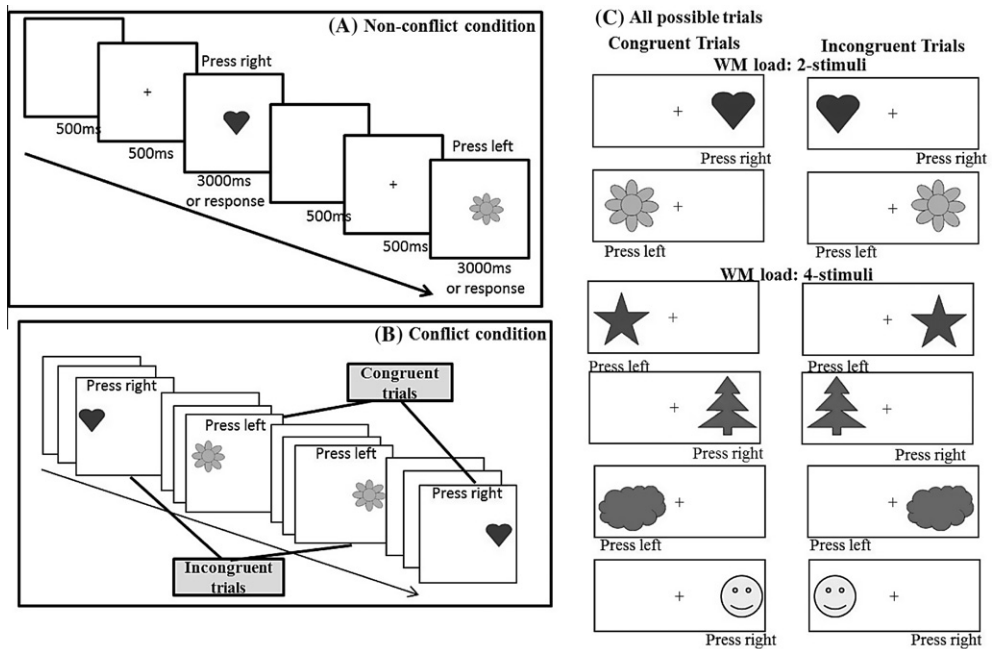 (A) Non-conflict condition
Press right
+
500ms
500ms
3000ms
or response
Press left
+
500ms
500ms
3000ms
or response
(B) Conflict condition
Congruent
trials
Press right
Press left
Press left
Press right
Incongruent
trials
(C) All possible trials
Congruent Trials
Incongruent Trials
WM load: 2-stimuli
+
+
Press right
Press right
+
+
Press left
Press left
WM load: 4-stimuli
+
+
Press left
Press left
+
+
Press right
Press right
+
+
Press left
Press left
+
+
Press right
Press right